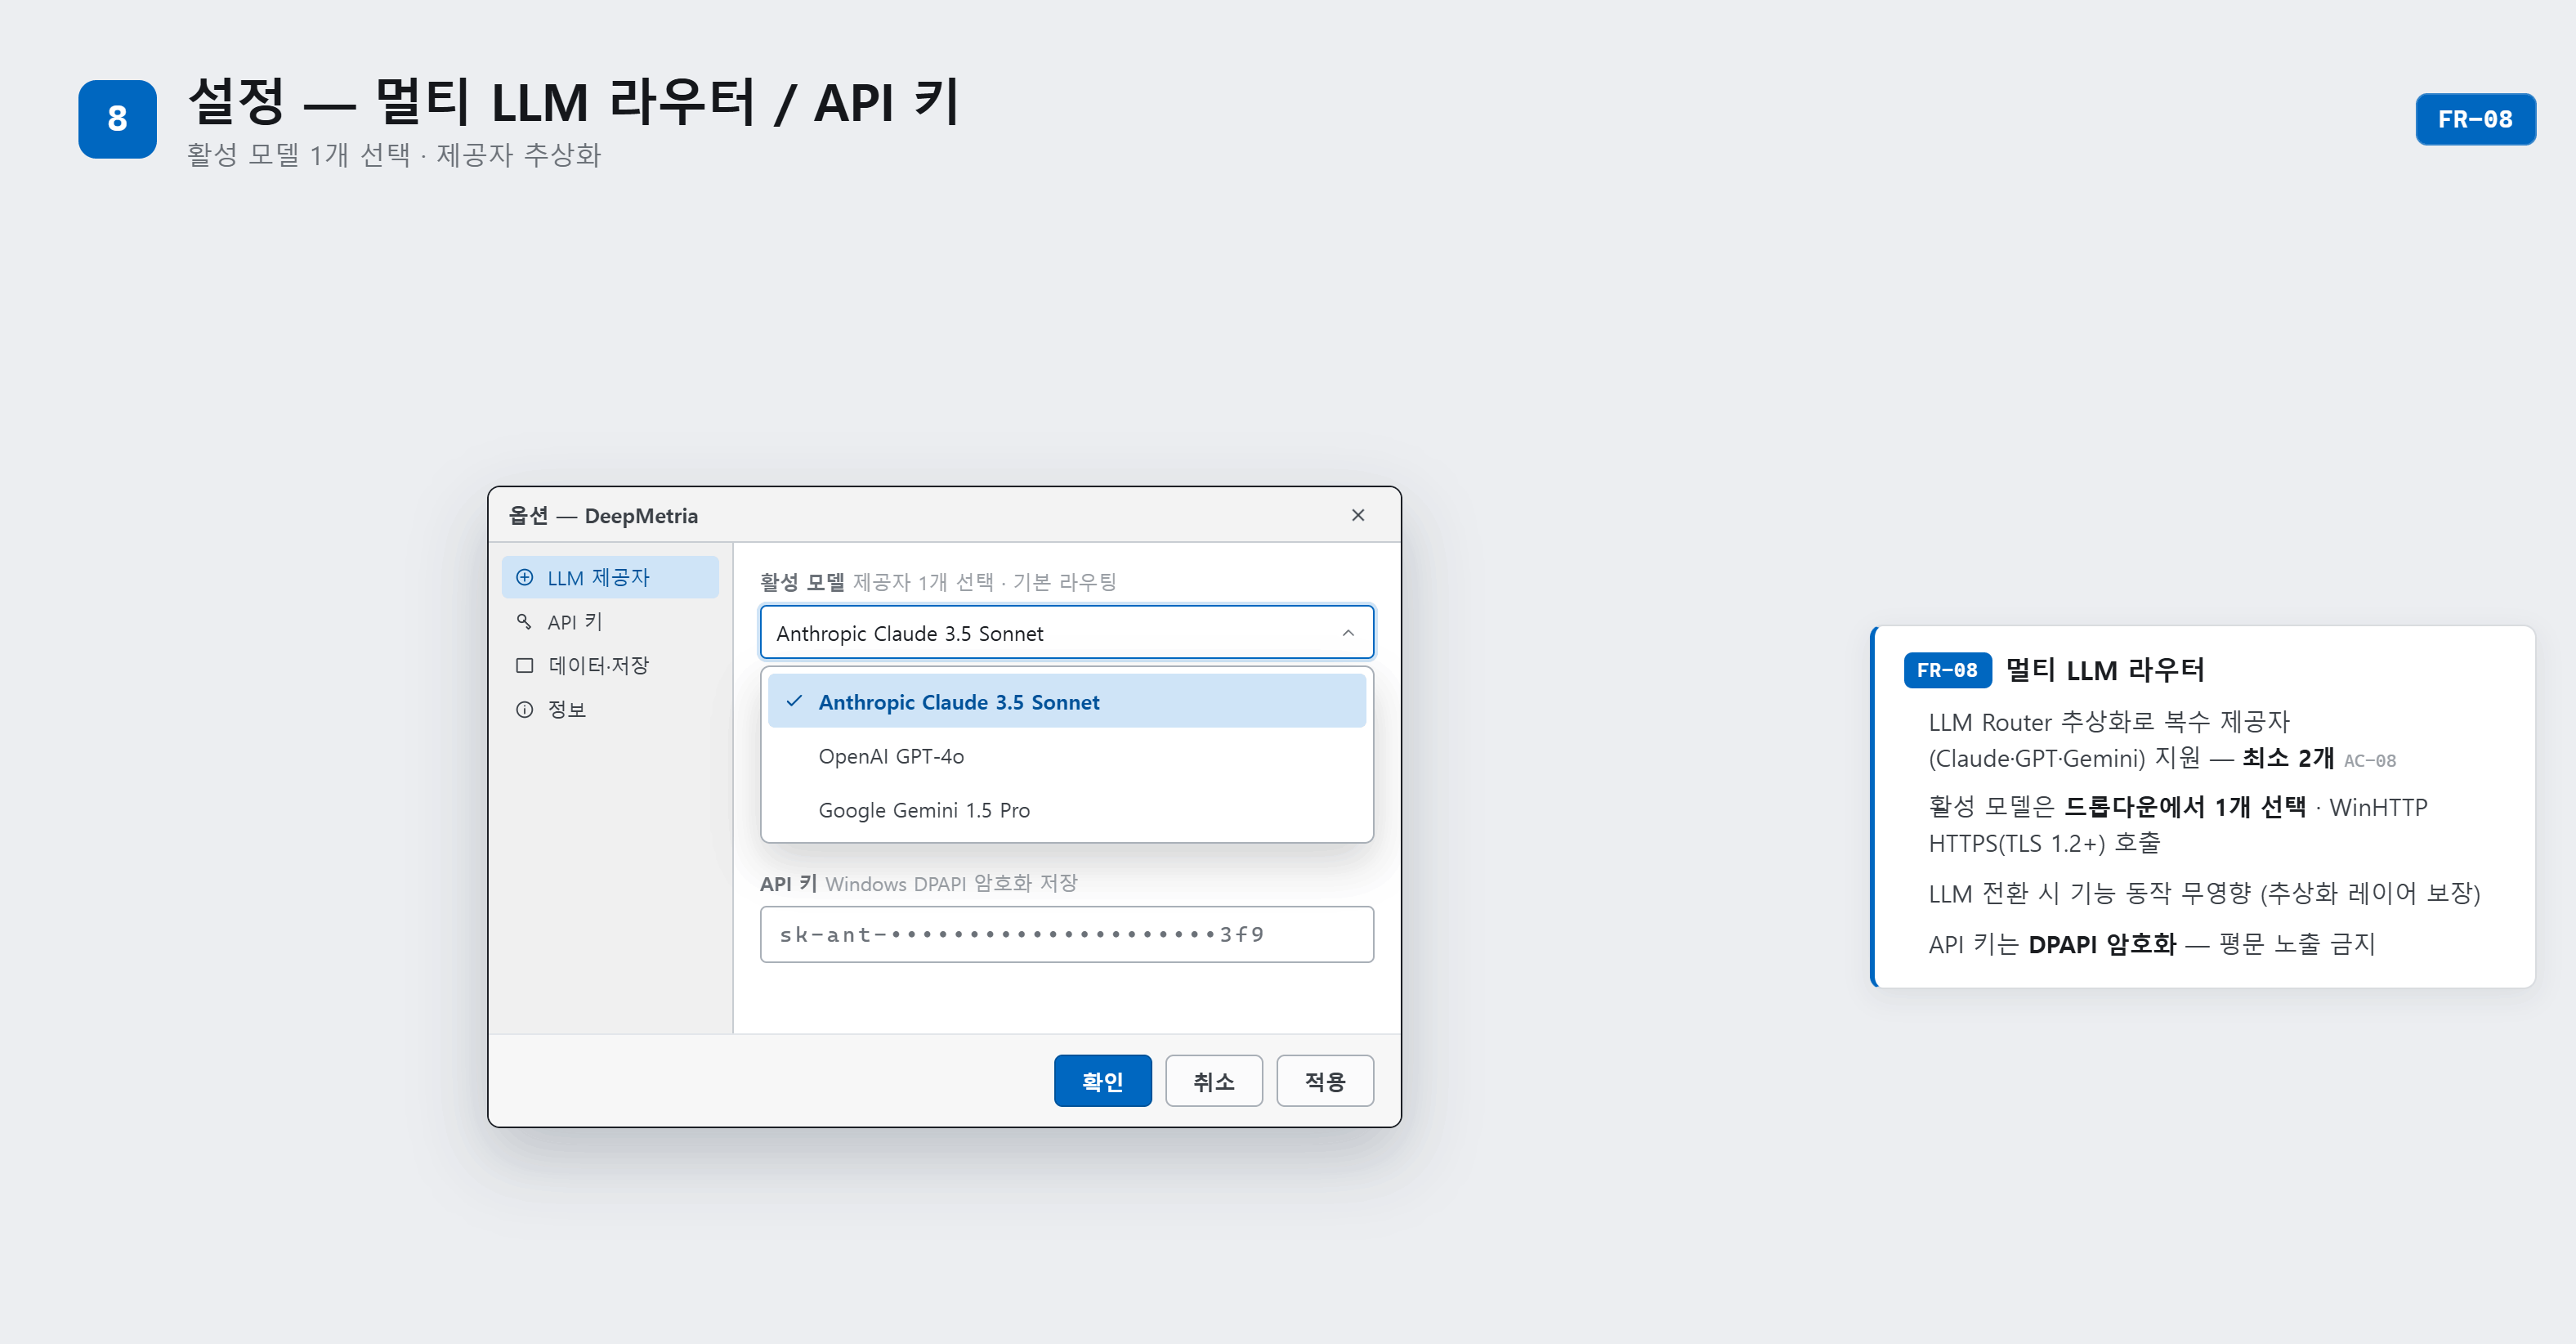 8
설정 — 멀티 LLM 라우터 / API 키
활성 모델 1개 선택 · 제공자 추상화
FR-08
옵션 — DeepMetria
LLM 제공자
API 키
데이터·저장
정보
활성 모델 제공자 1개 선택 · 기본 라우팅
Anthropic Claude 3.5 Sonnet
Anthropic Claude 3.5 Sonnet
OpenAI GPT-4o
Google Gemini 1.5 Pro
API 키 Windows DPAPI 암호화 저장
sk-ant-•••••••••••••••••••••3f9
확인
취소
적용
FR-08 멀티 LLM 라우터
LLM Router 추상화로 복수 제공자
(Claude·GPT·Gemini) 지원 — 최소 2개 AC-08
활성 모델은 드롭다운에서 1개 선택 · WinHTTP
HTTPS(TLS 1.2+) 호출
LLM 전환 시 기능 동작 무영향 (추상화 레이어 보장)
API 키는 DPAPI 암호화 — 평문 노출 금지